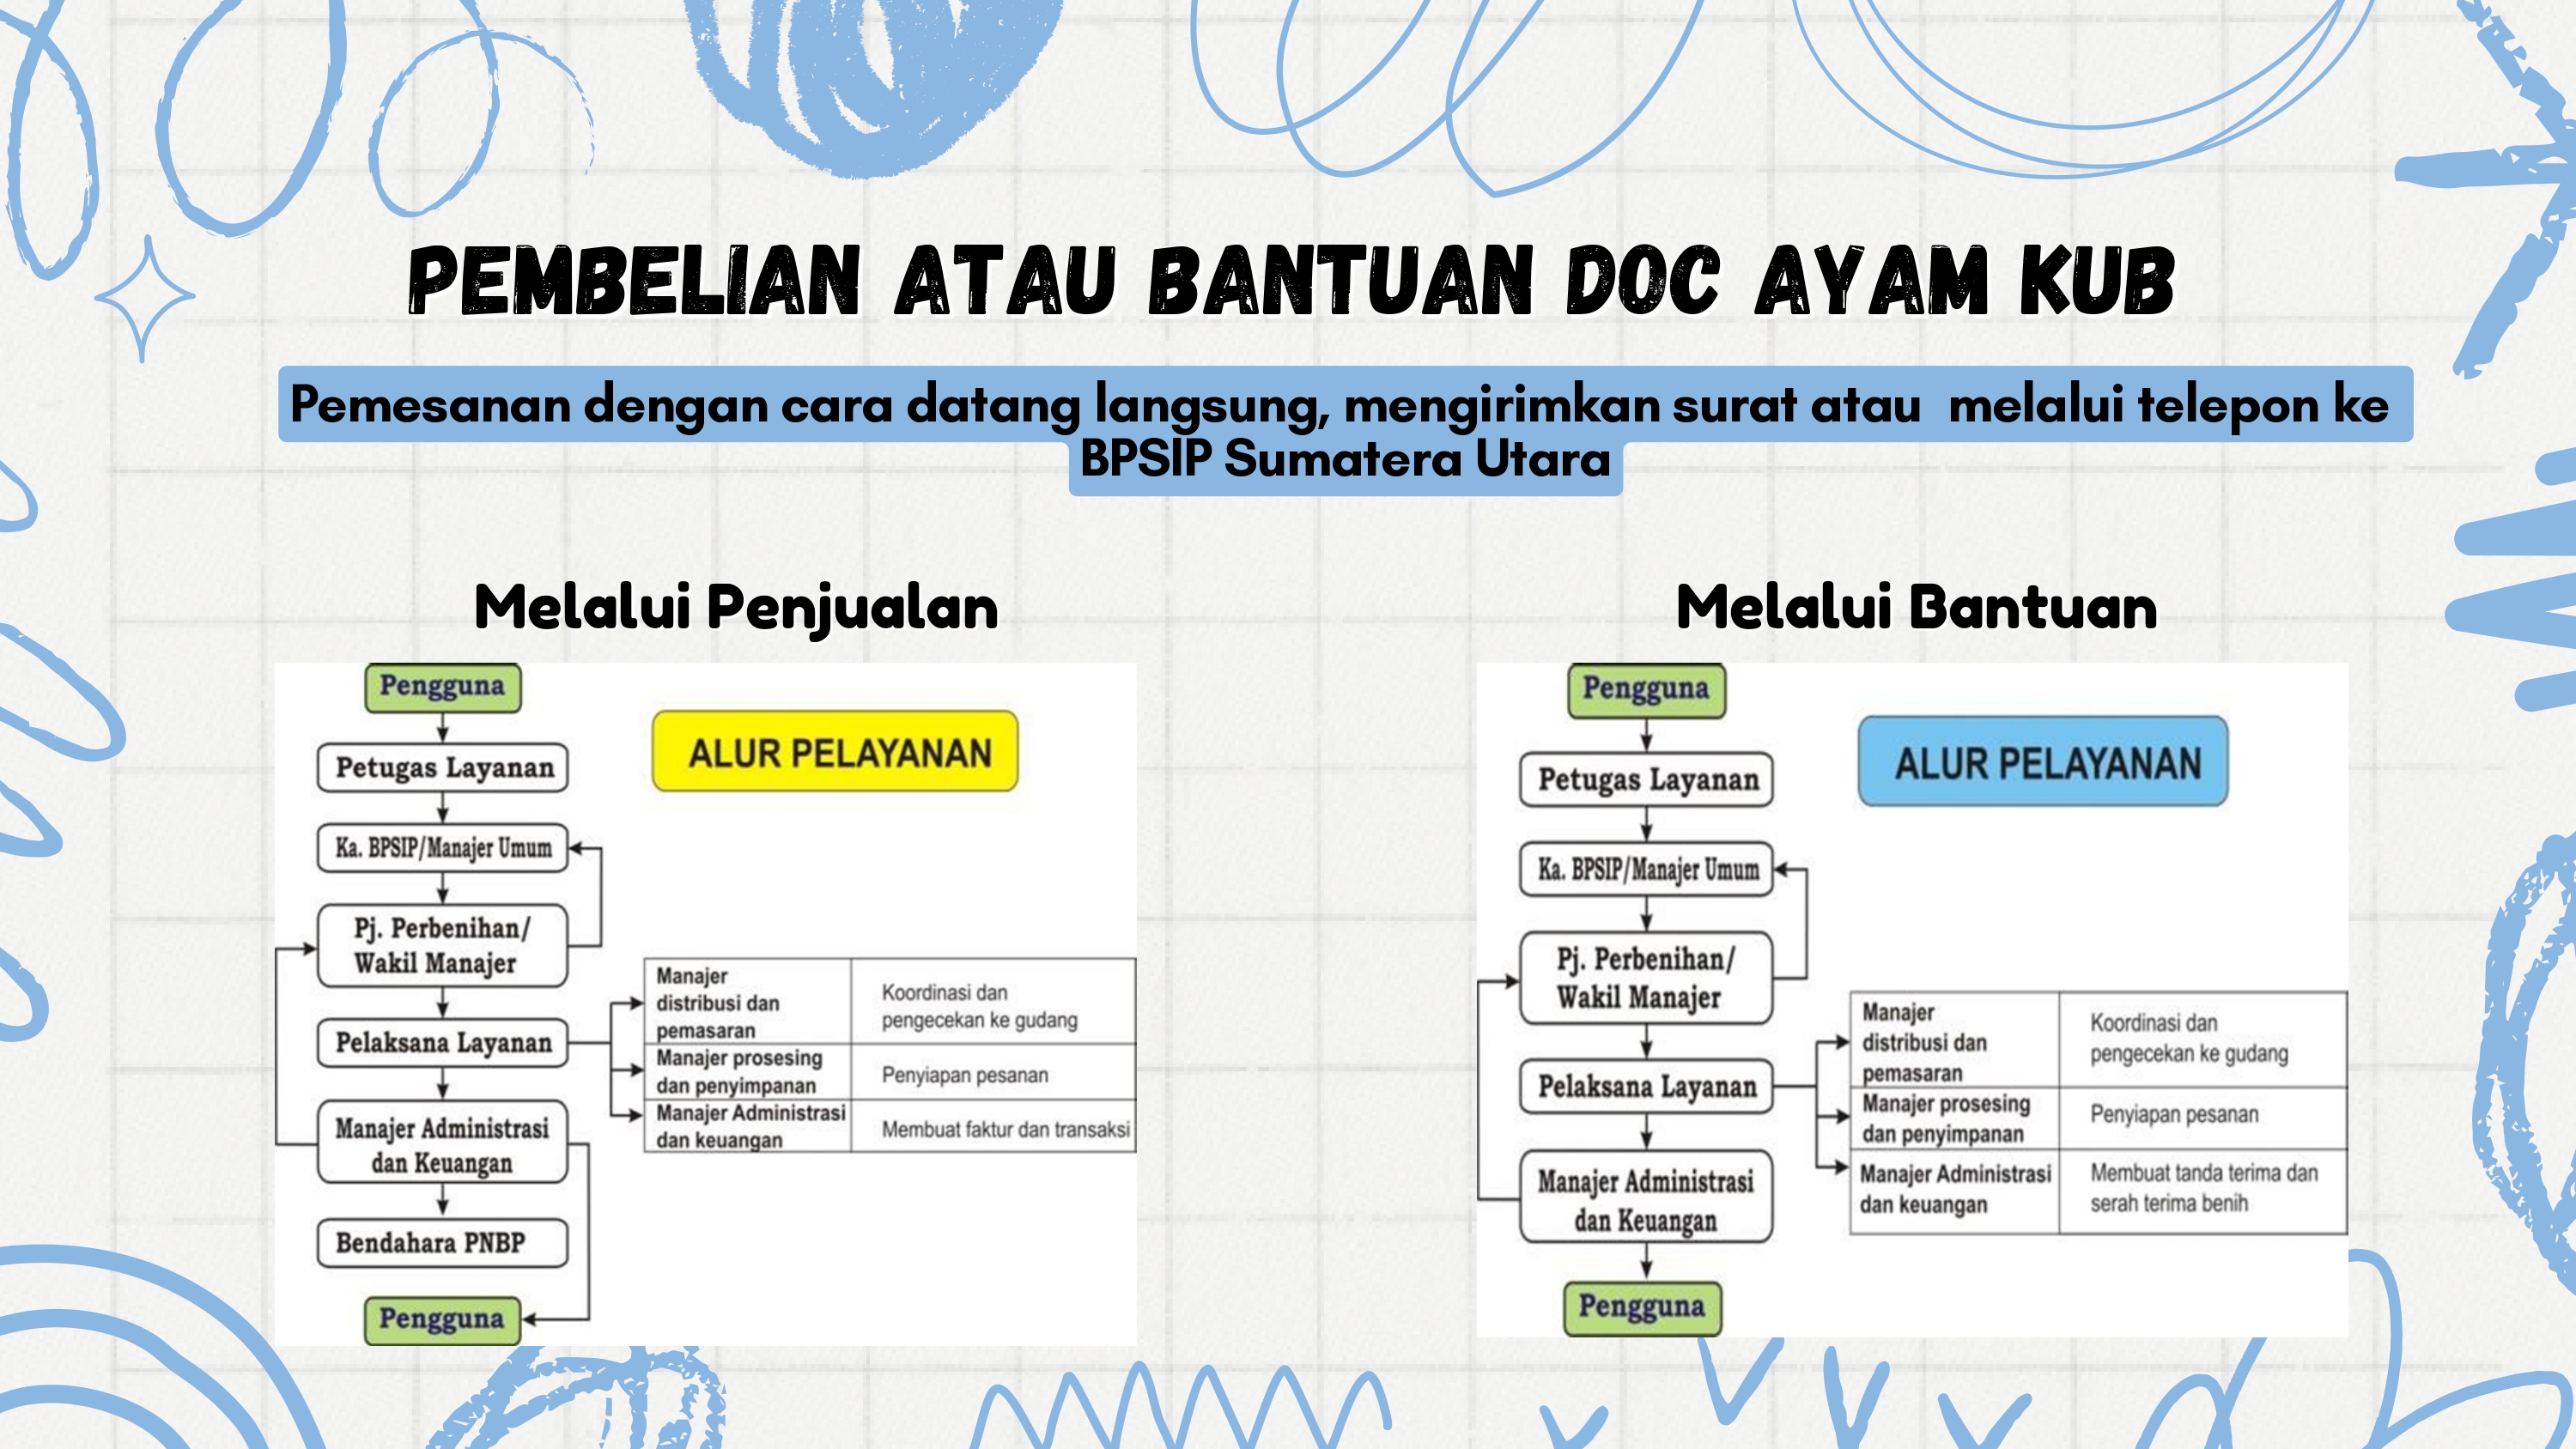 PEMBELIAN ATAU BANTUAN DOC AYAM KUB
Pemesanan dengan cara datang langsung, mengirimkan surat atau melalui telepon ke
BPSIP Sumatera Utara
Melalui Penjualan
Pengguna
ALUR PELAYANAN
Petugas Layanan
Ka. BPSIP/Manajer Umum
Pj. Perbenihan/
Wakil Manajer
Pelaksana Layanan
Manajer
distribusi dan
pemasaran
Koordinasi dan
pengecekan ke gudang
Manajer prosesing
dan penyimpanan
Penyiapan pesanan
Manajer Administrasi
dan keuangan
Membuat faktur dan transaksi
Manajer Administrasi
dan Keuangan
Bendahara PNBP
Pengguna
Melalui Bantuan
Pengguna
ALUR PELAYANAN
Petugas Layanan
Ka. BPSIP/Manajer Umum
Pj. Perbenihan/
Wakil Manajer
Pelaksana Layanan
Manajer
distribusi dan
pemasaran
Koordinasi dan
pengecekan ke gudang
Manajer prosesing
dan penyimpanan
Penyiapan pesanan
Manajer Administrasi
dan keuangan
Membuat tanda terima dan
serah terima benih
Manajer Administrasi
dan Keuangan
Pengguna